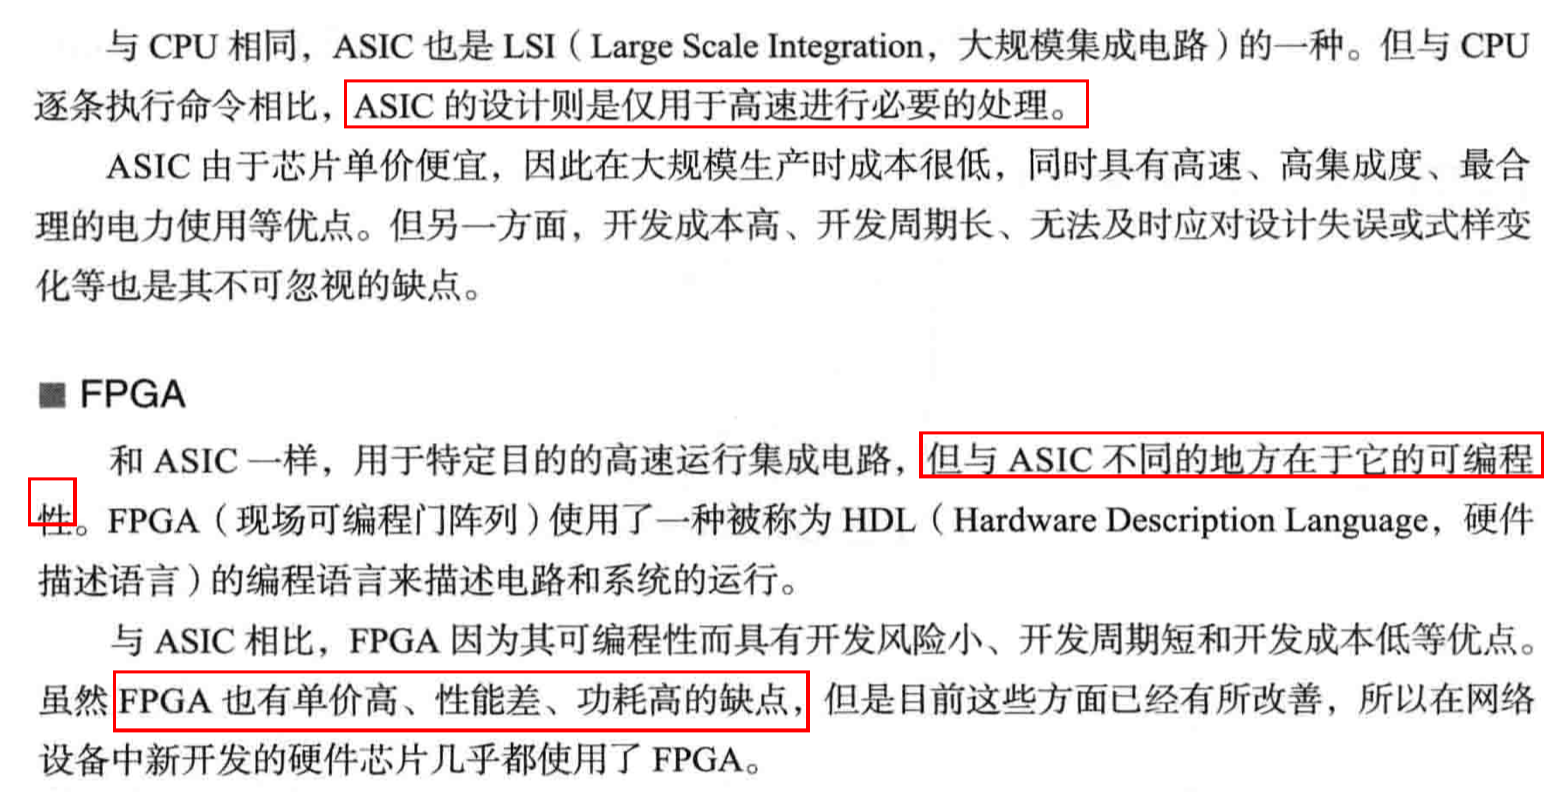 与 CPU 相同，ASIC 也是 LSI（Large Scale Integration，大规模集成电路）的一种。但与 CPU
逐条执行命令相比，ASIC 的设计则是仅用于高速进行必要的处理。
ASIC 由于芯片单价便宜，因此在大规模生产时成本很低，同时具有高速、高集成度、最合
理的电力使用等优点。但另一方面，开发成本高、开发周期长、无法及时应对设计失误或式样变
化等也是其不可忽视的缺点。
■ FPGA
和 ASIC 一样，用于特定目的的高速运行集成电路，但与 ASIC 不同的地方在于它的可编程
性。FPGA（现场可编程门阵列）使用了一种被称为 HDL（Hardware Description Language，硬件
描述语言）的编程语言来描述电路和系统的运行。
与 ASIC 相比，FPGA 因为其可编程性而具有开发风险小、开发周期短和开发成本低等优点。
虽然 FPGA 也有单价高、性能差、功耗高的缺点，但是目前这些方面已经有所改善，所以在网络
设备中新开发的硬件芯片几乎都使用了 FPGA。